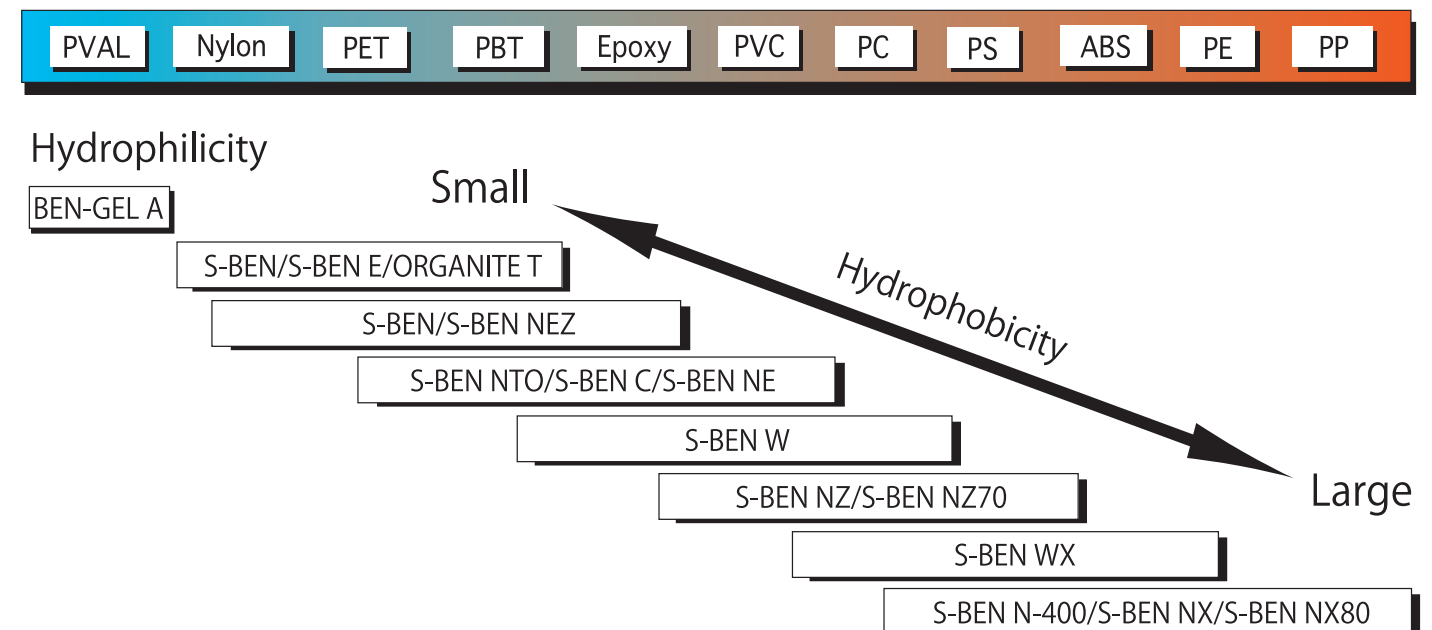 PVAL Nylon PET PBT Epoxy PVC PC PS ABS PE PP
Hydrophilicity
Small
BEN-GEL A
S-BEN/S-BEN E/ORGANITE T
Hydrophobicity
S-BEN/S-BEN NEZ
S-BEN NTO/S-BEN C/S-BEN NE
S-BEN W
S-BEN NZ/S-BEN NZ70
Large
S-BEN WX
S-BEN N-400/S-BEN NX/S-BEN NX80